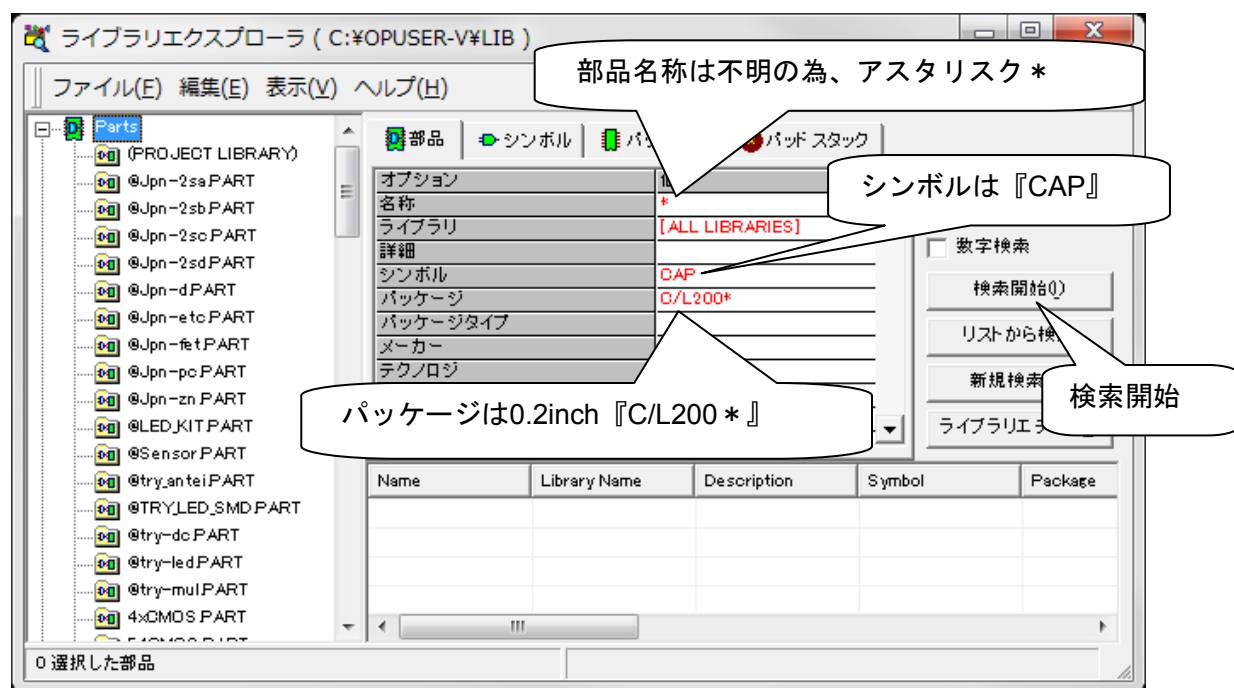 ライブラリエクスプローラ ( C:¥OPUSER-V¥LIB )
ファイル(F) 編集(E) 表示(V) ヘルプ(H)
部品名称は不明の為、アスタリスク＊
Parts
(PROJECT LIBRARY)
@Jpn-2sa.PART
@Jpn-2sb.PART
@Jpn-2sc.PART
@Jpn-2sd.PART
@Jpn-d.PART
@Jpn-etc.PART
@Jpn-fet.PART
@Jpn-pc.PART
@Jpn-zn.PART
@LED_KIT.PART
@Sensor.PART
@try_antei.PART
@TRY_LED_SMD.PART
@try-dc.PART
@try-led.PART
@try-mul.PART
4xCMOS.PART
部品 シンボル パッドスタック
オプション
名称 *
ライブラリ [ALL LIBRARIES]
詳細
シンボル CAP
パッケージ C/L200*
パッケージタイプ
メーカー
テクノロジ
シンボルは『CAP』
パッケージは0.2inch『C/L200＊』
数字検索
検索開始(I)
リストから検
新規検索
ライブラリエ
検索開始
Name Library Name Description Symbol Package
0 選択した部品